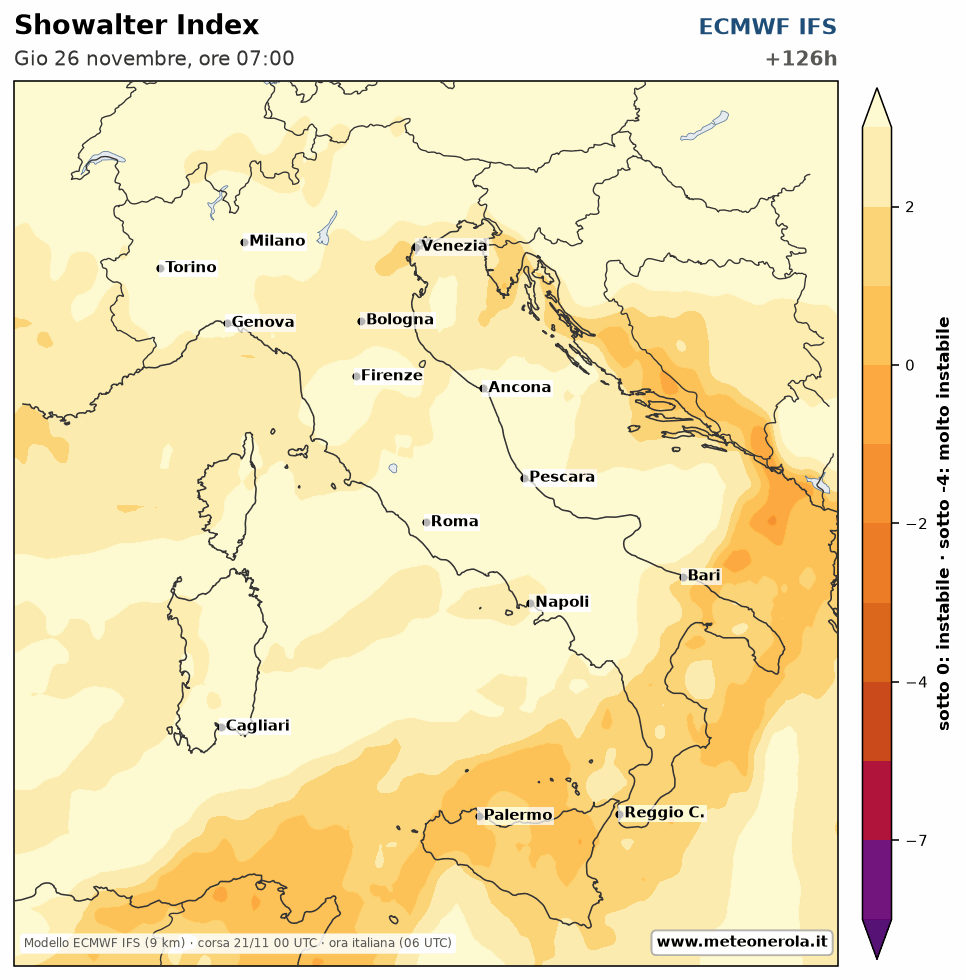 Showalter Index
ECMWF IFS
Gio 26 novembre, ore 07:00
+126h
Milano
Venezia
Torino
Genova
Bologna
Firenze
Ancona
Pescara
Roma
Bari
Napoli
Cagliari
Palermo
Reggio C.
2
0
−2
−4
−7
sotto 0: instabile · sotto -4: molto instabile
Modello ECMWF IFS (9 km) · corsa 21/11 00 UTC · ora italiana (06 UTC)
www.meteonerola.it